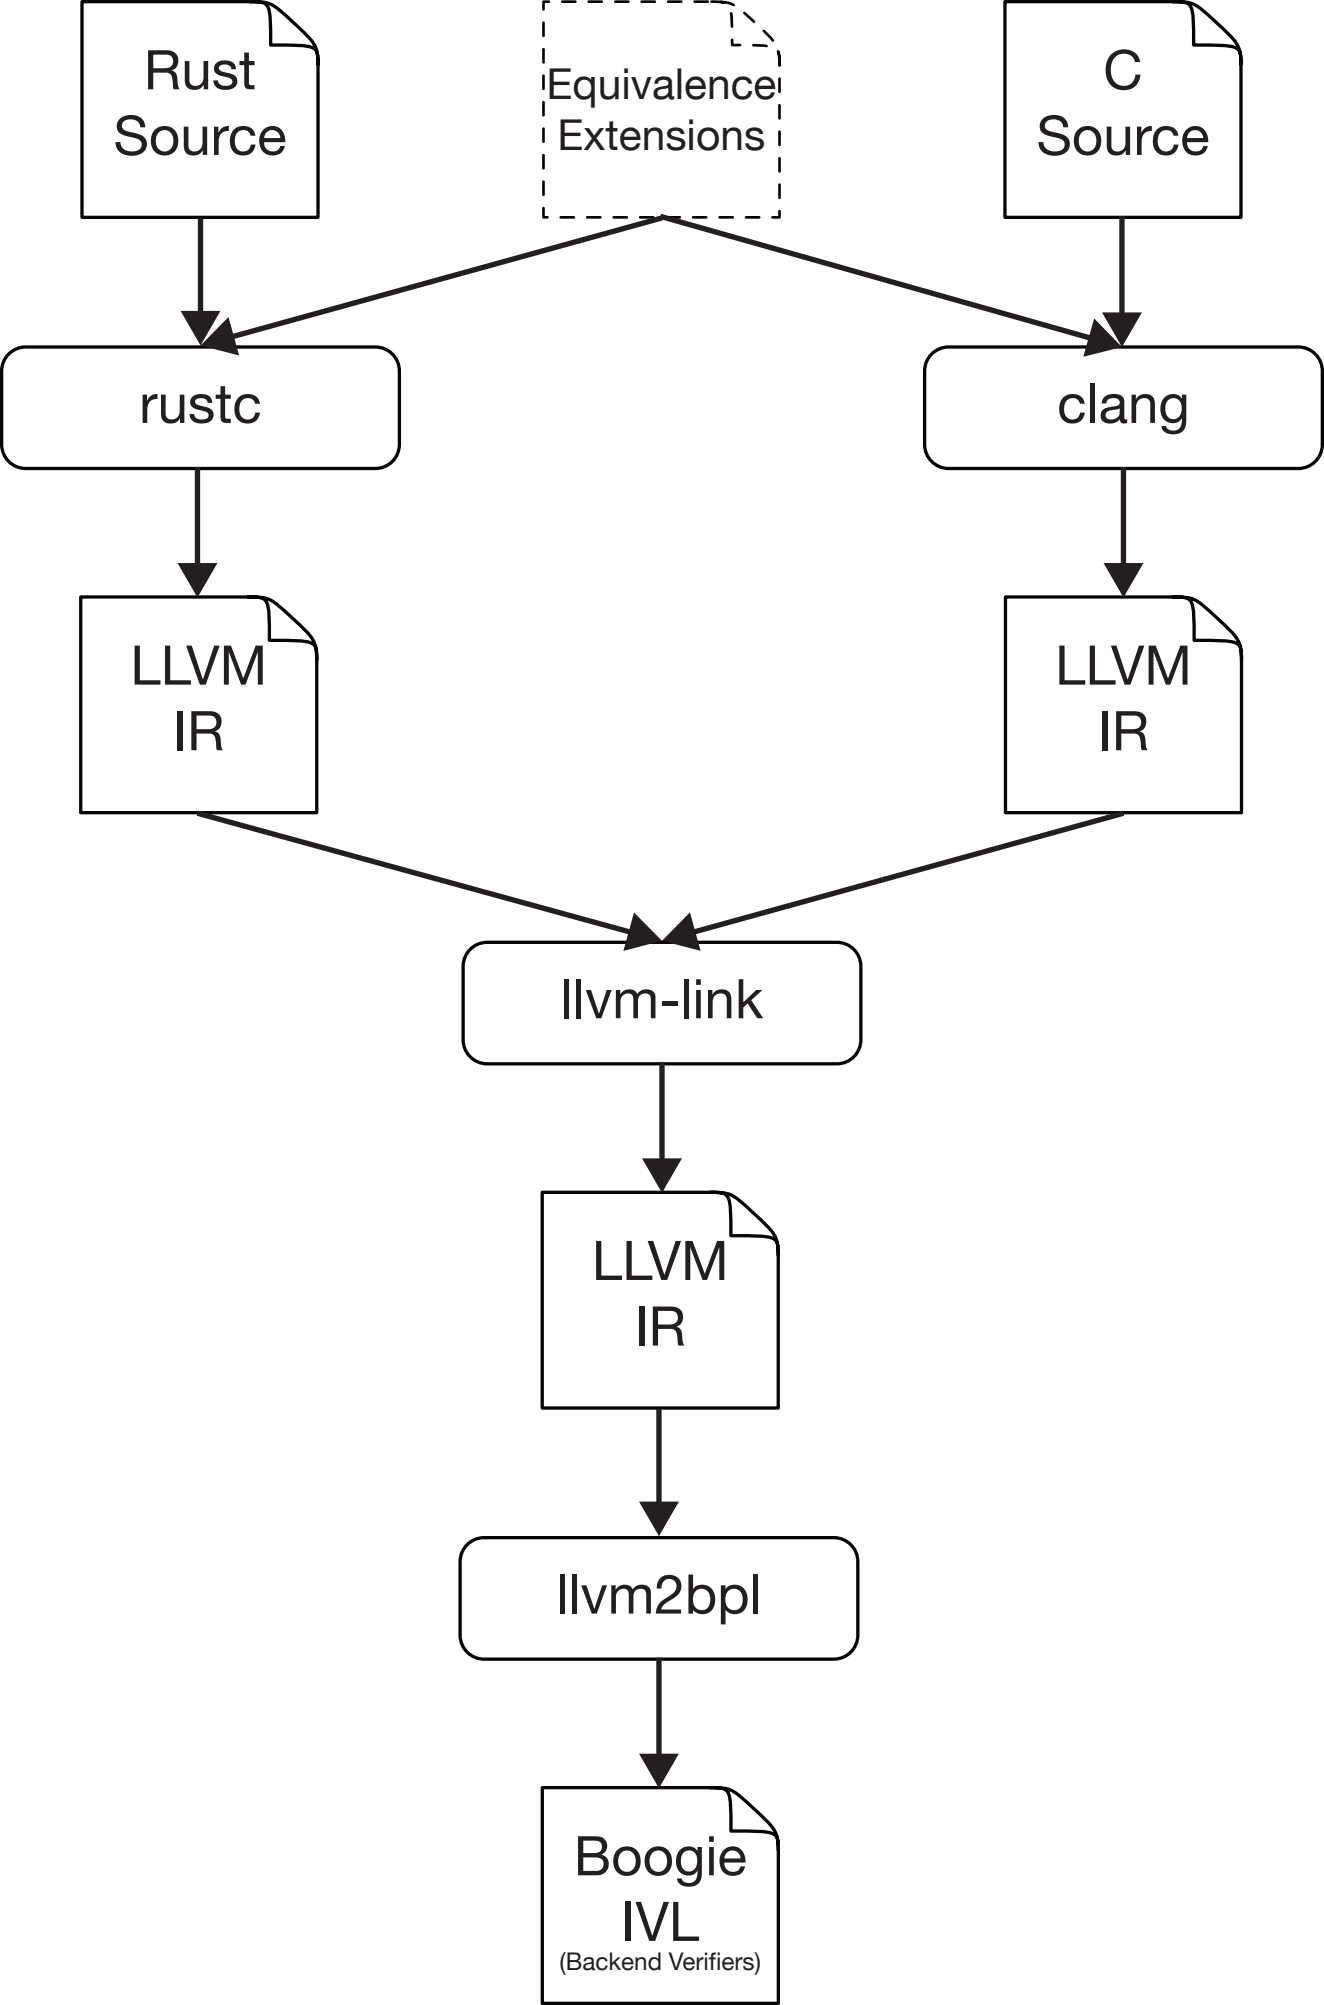 Rust
Source
Equivalence
Extensions
C
Source
rustc
clang
LLVM
IR
LLVM
IR
llvm-link
LLVM
IR
llvm2bpl
Boogie
IVL
(Backend Verifiers)